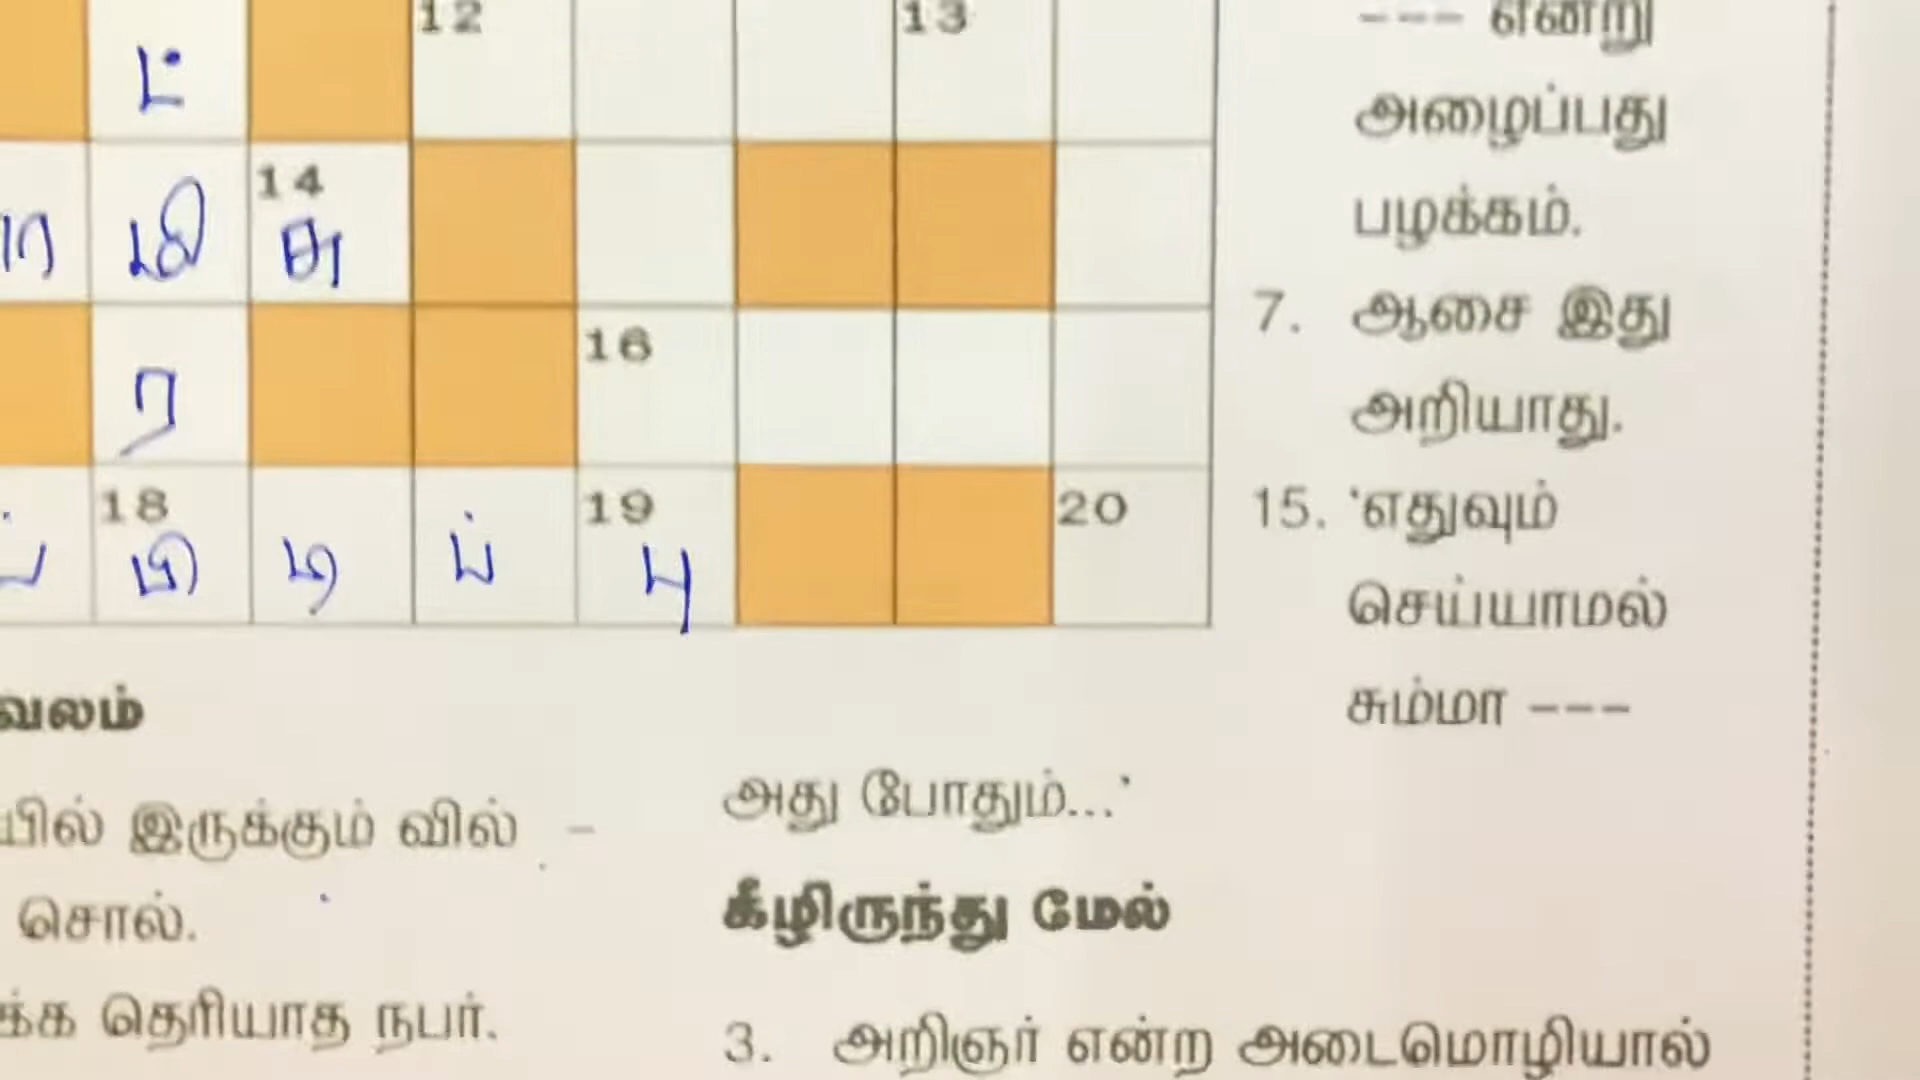 12 13
ட்
14
மி சு
16
ர
18 19 20
ப் பி டி ப் பு
--- என்று
அழைப்பது
பழக்கம்.
7. ஆசை இது
அறியாது.
15. 'எதுவும்
செய்யாமல்
சும்மா ---
வலம்
யில் இருக்கும் வில் -
சொல்.
க்க தெரியாத நபர்.
அது போதும்...'
கீழிருந்து மேல்
3. அறிஞர் என்ற அடைமொழியால்